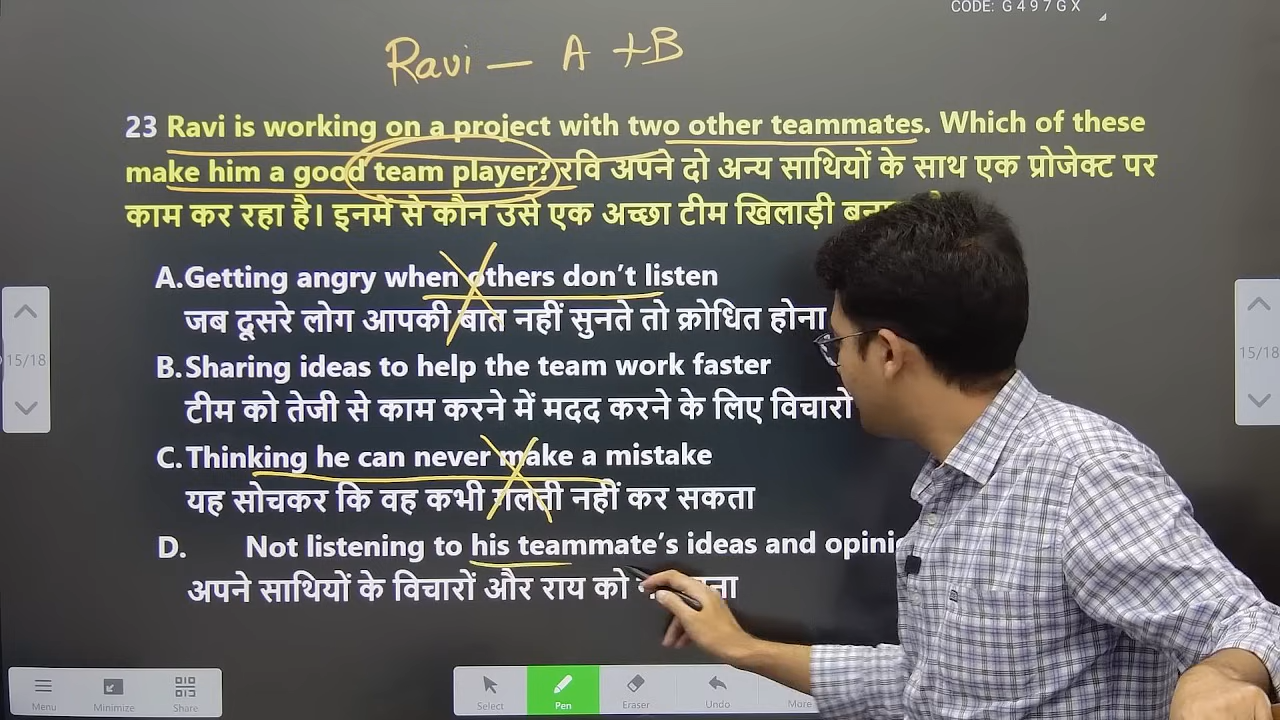 CODE: G 4 9 7 G X
Ravi — A + B
23 Ravi is working on a project with two other teammates. Which of these
make him a good team player? रवि अपने दो अन्य साथियों के साथ एक प्रोजेक्ट पर
काम कर रहा है। इनमें से कौन उसे एक अच्छा टीम खिलाड़ी
A. Getting angry when others don't listen
जब दूसरे लोग आपकी बात नहीं सुनते तो क्रोधित होना
B. Sharing ideas to help the team work faster
टीम को तेजी से काम करने में मदद करने के लिए विचारों
C. Thinking he can never make a mistake
यह सोचकर कि वह कभी गलती नहीं कर सकता
D. Not listening to his teammate's ideas and
अपने साथियों के विचारों और राय को
15/18
15/18
Menu
Minimize
Share
Select
Pen
Eraser
Undo
More